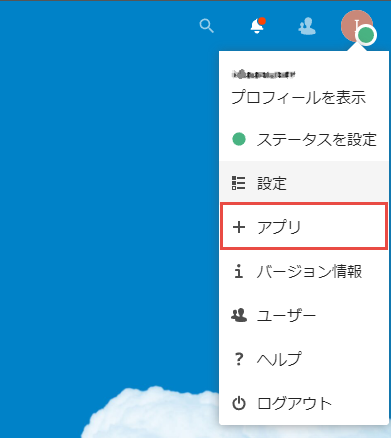 I
プロフィールを表示
ステータスを設定
設定
アプリ
バージョン情報
ユーザー
ヘルプ
ログアウト